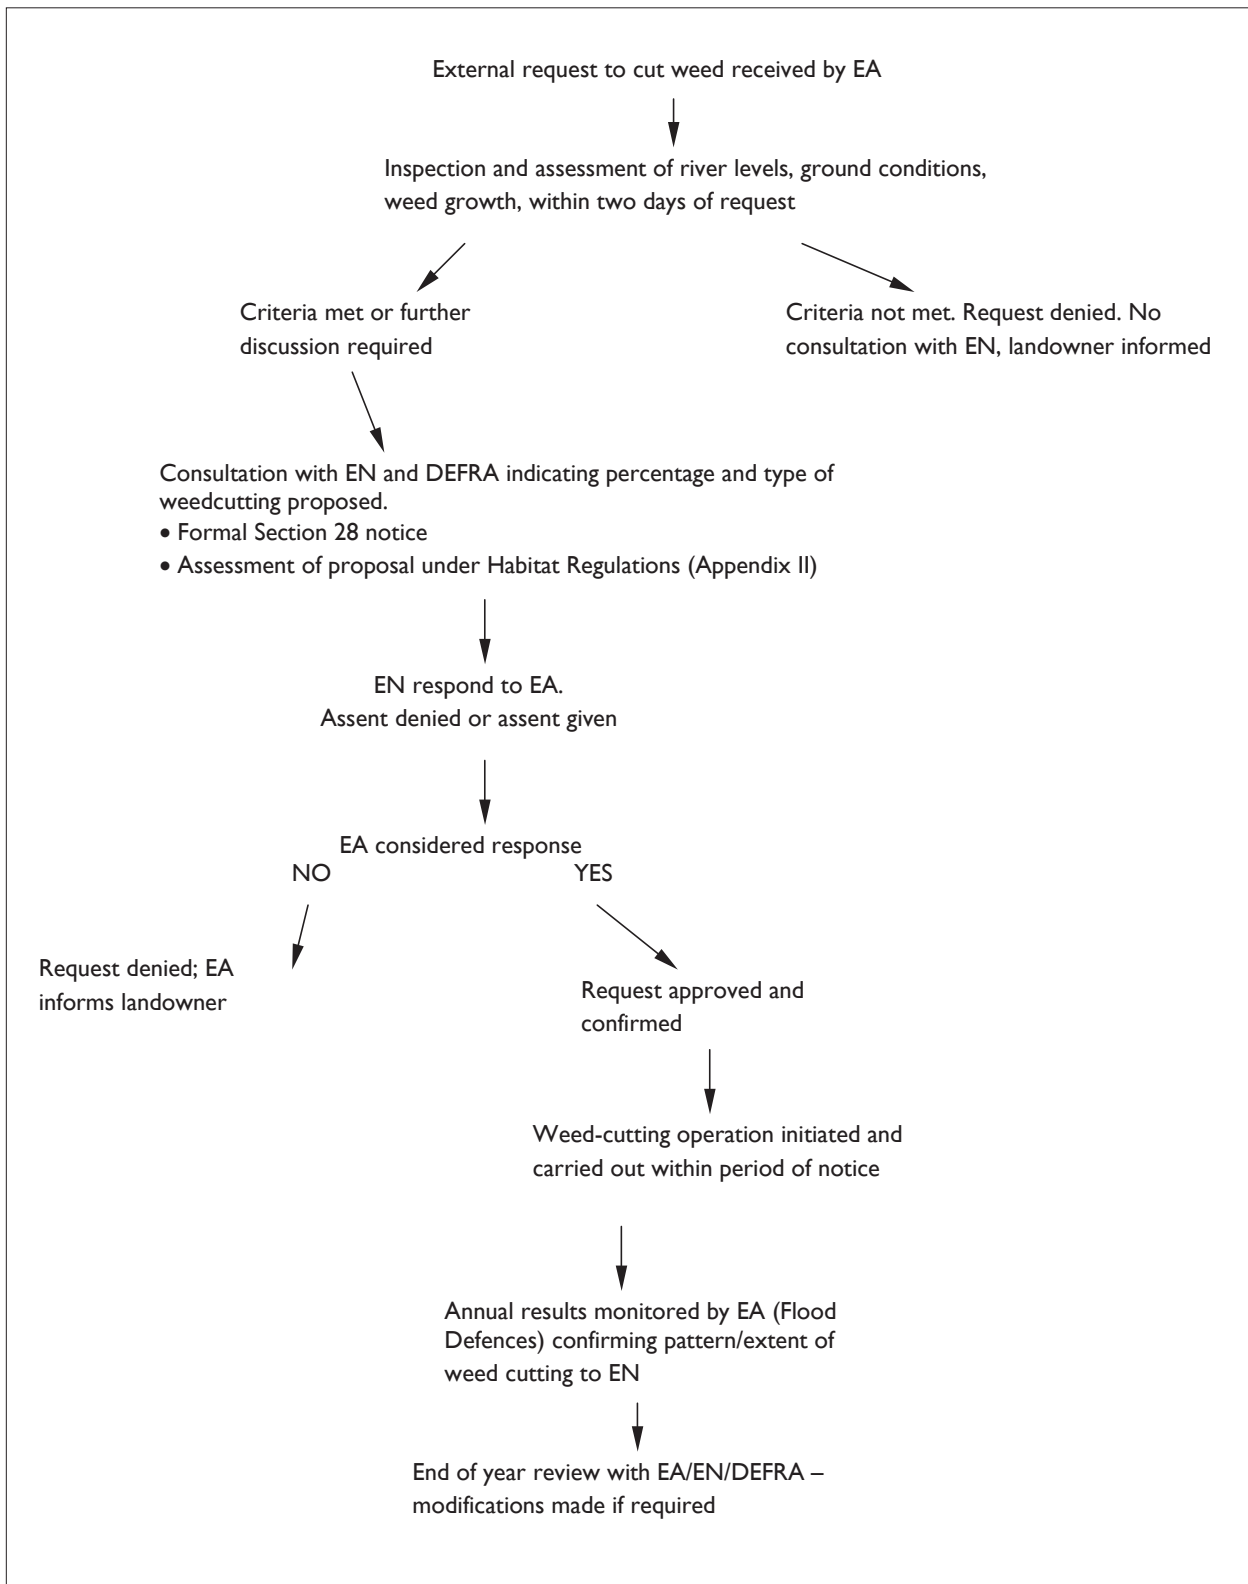 External request to cut weed received by EA
Inspection and assessment of river levels, ground conditions,
weed growth, within two days of request
Criteria met or further
discussion required
Criteria not met. Request denied. No
consultation with EN, landowner informed
Consultation with EN and DEFRA indicating percentage and type of
weedcutting proposed.
• Formal Section 28 notice
• Assessment of proposal under Habitat Regulations (Appendix II)
EN respond to EA.
Assent denied or assent given
EA considered response
NO
YES
Request denied; EA
informs landowner
Request approved and
confirmed
Weed-cutting operation initiated and
carried out within period of notice
Annual results monitored by EA (Flood
Defences) confirming pattern/extent of
weed cutting to EN
End of year review with EA/EN/DEFRA –
modifications made if required